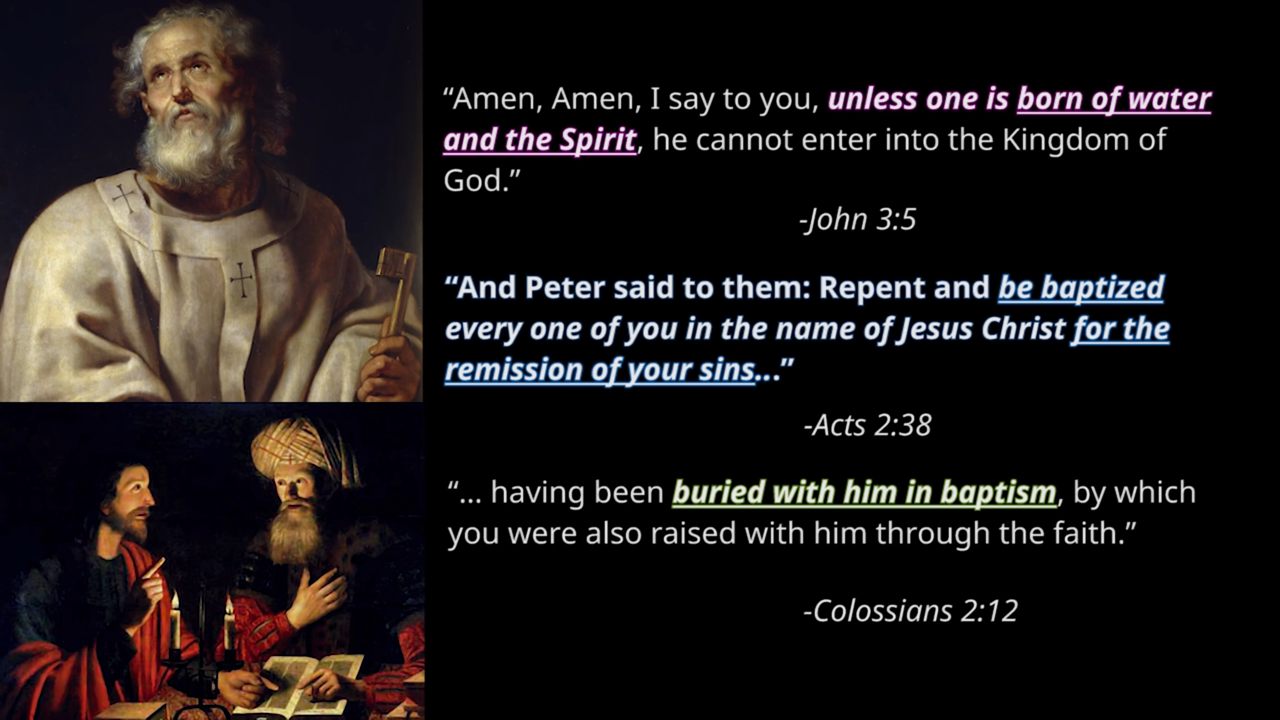 “Amen, Amen, I say to you, unless one is born of water
and the Spirit, he cannot enter into the Kingdom of
God.”
-John 3:5
“And Peter said to them: Repent and be baptized
every one of you in the name of Jesus Christ for the
remission of your sins...”
-Acts 2:38
“... having been buried with him in baptism, by which
you were also raised with him through the faith.”
-Colossians 2:12